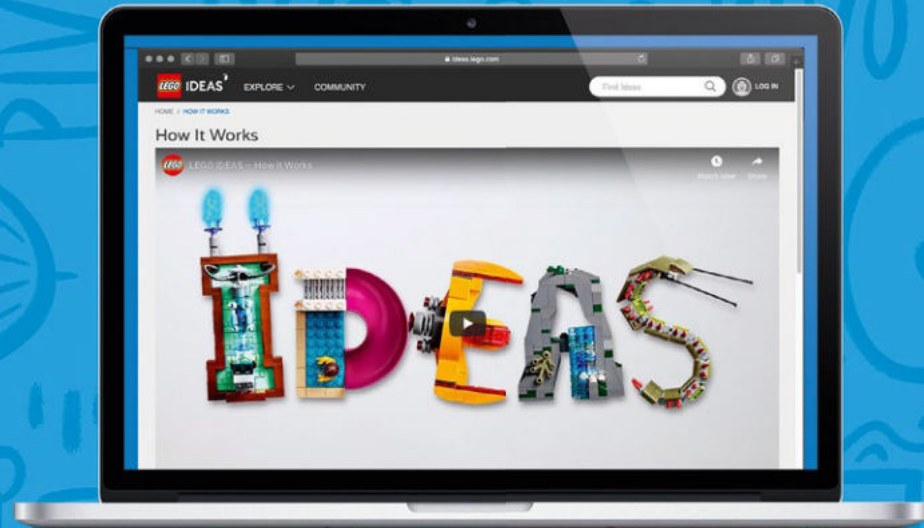 ideas.lego.com
LEGO IDEAS EXPLORE COMMUNITY Find Ideas LOG IN
HOME / HOW IT WORKS
How It Works
LEGO LEGO IDEAS – How it Works
Watch later Share
IDEAS